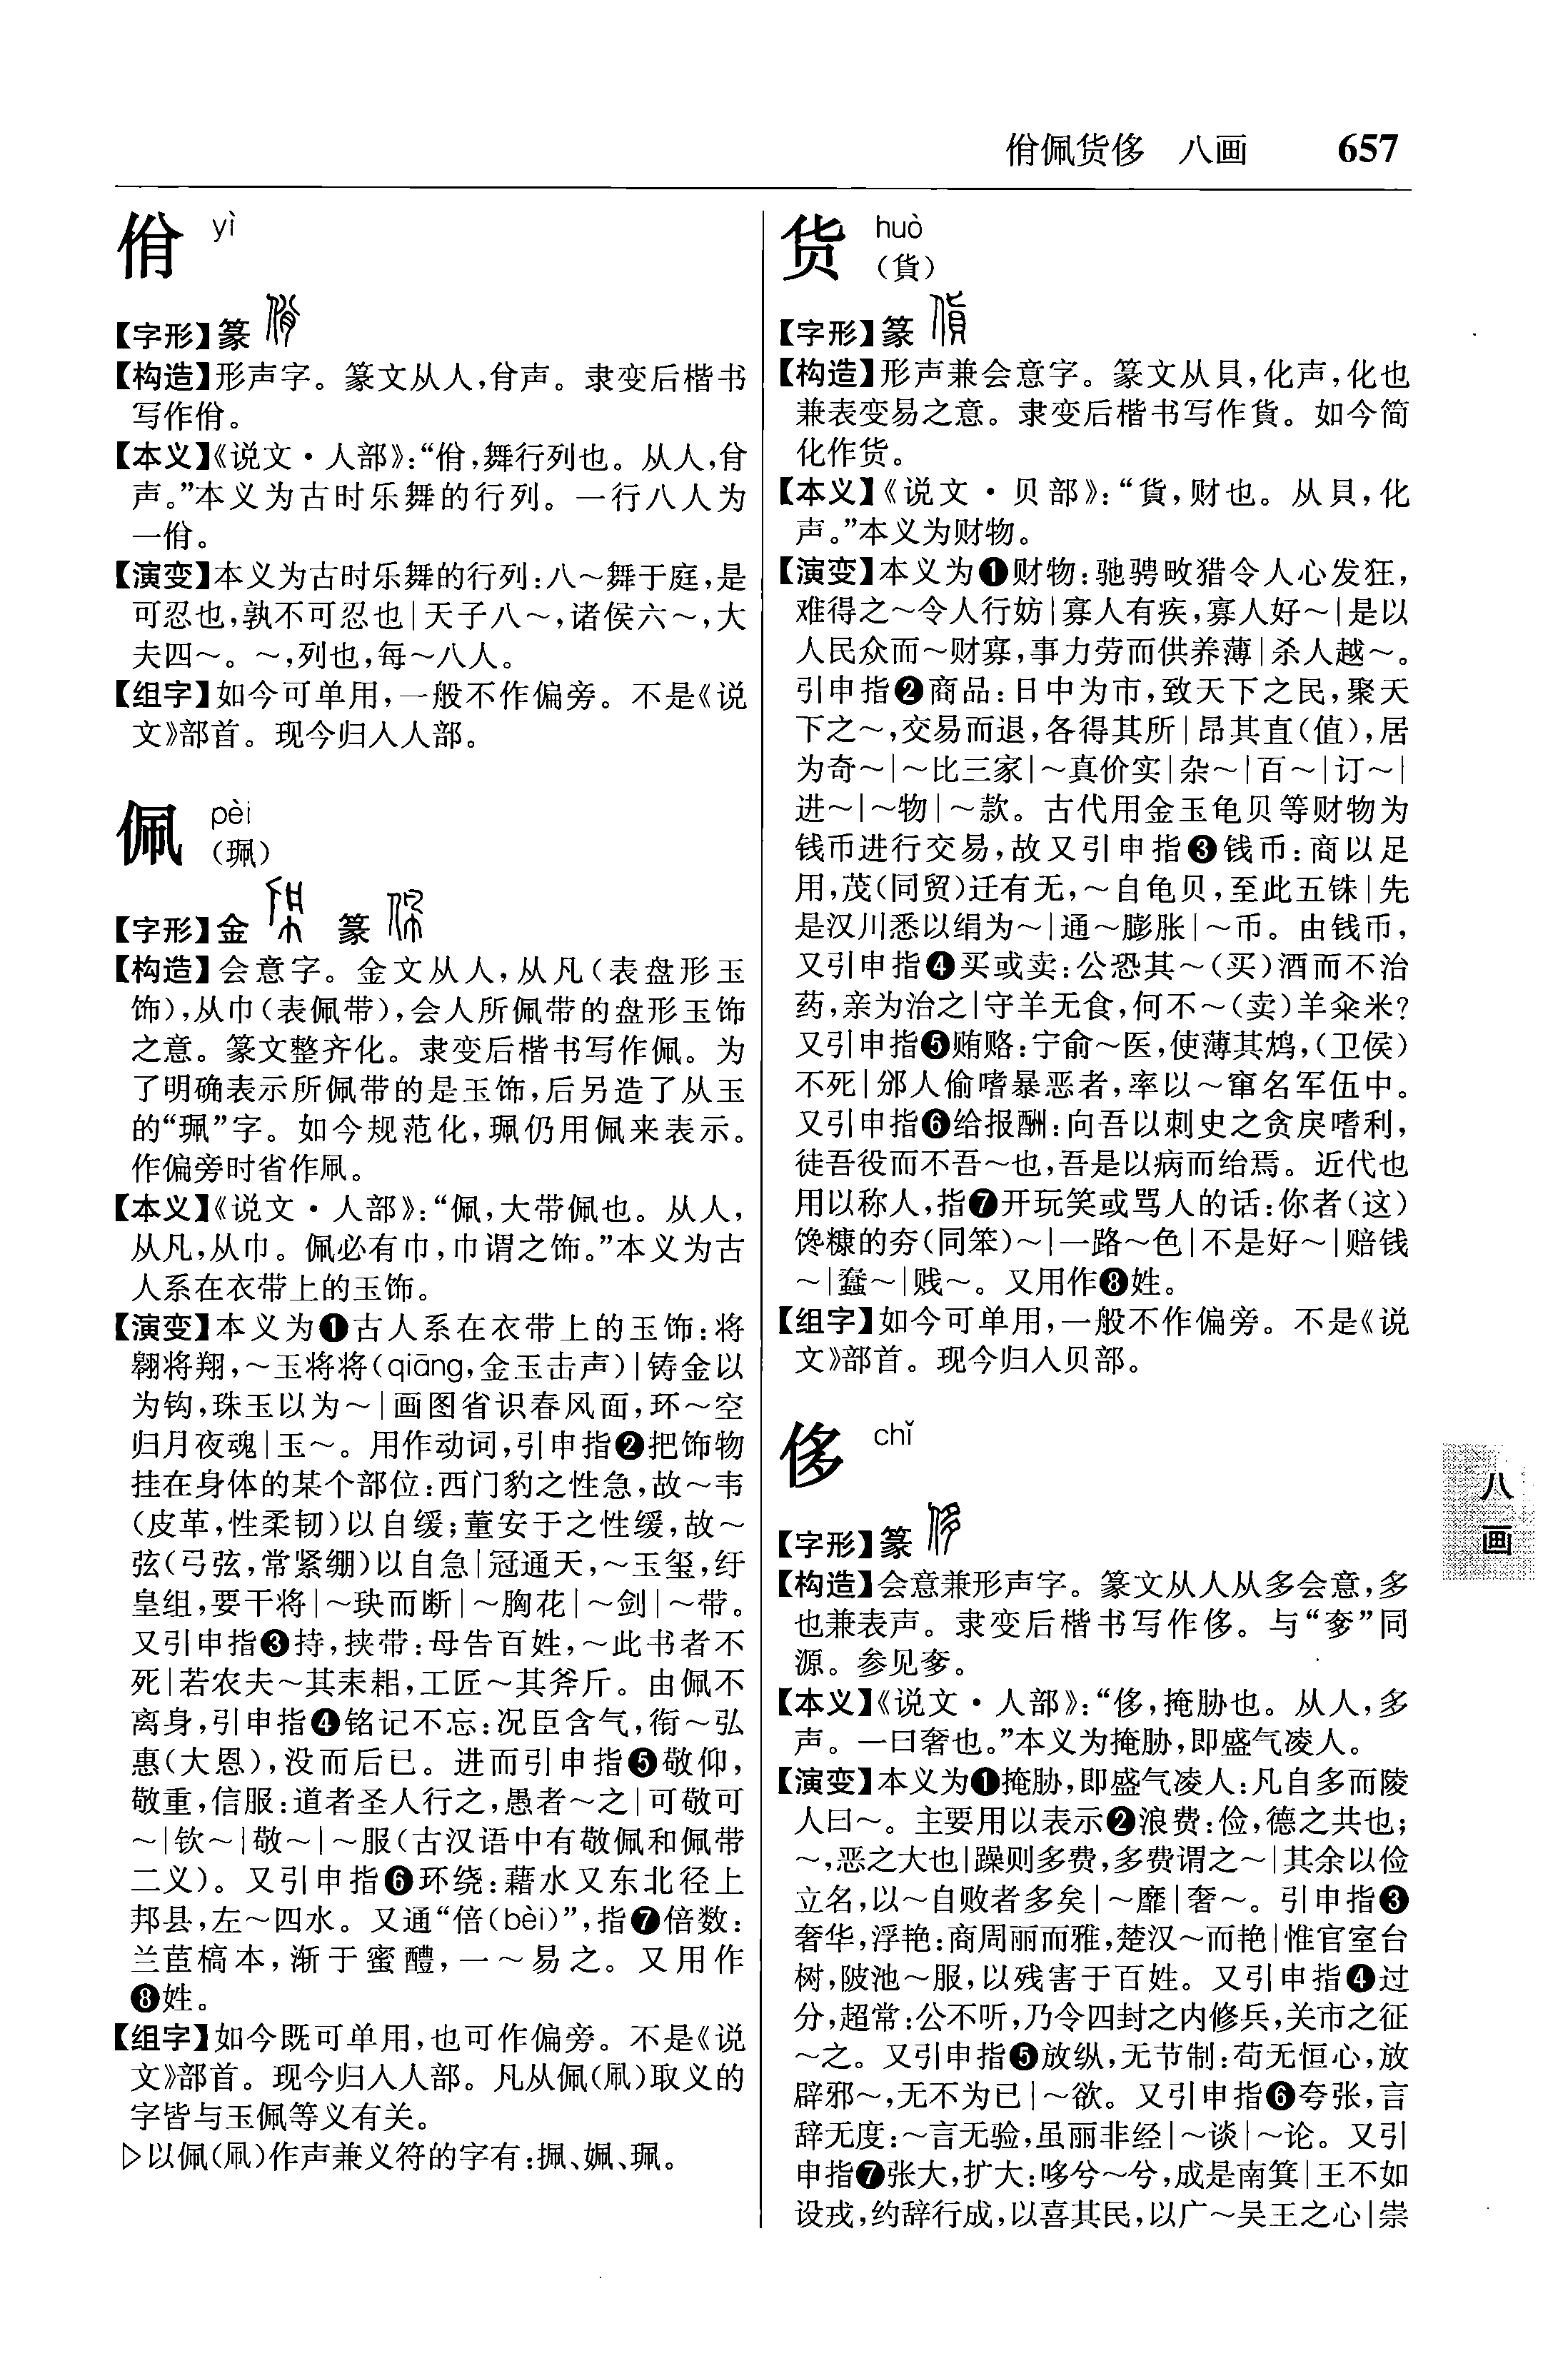 佾佩货侈　八画　657
佾 yì
【字形】篆
【构造】形声字。篆文从人,㕣声。隶变后楷书
写作佾。
【本义】《说文·人部》:“佾,舞行列也。从人,㕣
声。”本义为古时乐舞的行列。一行八人为
一佾。
【演变】本义为古时乐舞的行列:八～舞于庭,是
可忍也,孰不可忍也|天子八～,诸侯六～,大
夫四～。～,列也,每～八人。
【组字】如今可单用,一般不作偏旁。不是《说
文》部首。现今归入人部。
佩 pèi
(珮)
【字形】金 篆
【构造】会意字。金文从人,从凡(表盘形玉
饰),从巾(表佩带),会人所佩带的盘形玉饰
之意。篆文整齐化。隶变后楷书写作佩。为
了明确表示所佩带的是玉饰,后另造了从玉
的“珮”字。如今规范化,珮仍用佩来表示。
作偏旁时省作凧。
【本义】《说文·人部》:“佩,大带佩也。从人,
从凡,从巾。佩必有巾,巾谓之饰。”本义为古
人系在衣带上的玉饰。
【演变】本义为❶古人系在衣带上的玉饰:将
翱将翔,～玉将将(qiāng,金玉击声)|铸金以
为钩,珠玉以为～|画图省识春风面,环～空
归月夜魂|玉～。用作动词,引申指❷把饰物
挂在身体的某个部位:西门豹之性急,故～韦
(皮革,性柔韧)以自缓;董安于之性缓,故～
弦(弓弦,常紧绷)以自急|冠通天,～玉玺,纡
皇组,要干将|～玦而断|～胸花|～剑|～带。
又引申指❸持,挟带:母告百姓,～此书者不
死|若农夫～其耒耜,工匠～其斧斤。由佩不
离身,引申指❹铭记不忘:况臣含气,衔～弘
惠(大恩),没而后已。进而引申指❺敬仰,
敬重,信服:道者圣人行之,愚者～之|可敬可
～|钦～|敬～|～服(古汉语中有敬佩和佩带
二义)。又引申指❻环绕:藉水又东北径上
邦县,左～四水。又通“倍(bèi)”,指❼倍数:
兰茝槁本,渐于蜜醴,一～易之。又用作
❽姓。
【组字】如今既可单用,也可作偏旁。不是《说
文》部首。现今归入人部。凡从佩(凧)取义的
字皆与玉佩等义有关。
▷以佩(凧)作声兼义符的字有:㧩、㛎、珮。
货 huò
(貨)
【字形】篆
【构造】形声兼会意字。篆文从貝,化声,化也
兼表变易之意。隶变后楷书写作貨。如今简
化作货。
【本义】《说文·贝部》:“貨,财也。从貝,化
声。”本义为财物。
【演变】本义为❶财物:驰骋畋猎令人心发狂,
难得之～令人行妨|寡人有疾,寡人好～|是以
人民众而～财寡,事力劳而供养薄|杀人越～。
引申指❷商品:日中为市,致天下之民,聚天
下之～,交易而退,各得其所|昂其直(值),居
为奇～|～比三家|～真价实|杂～|百～|订～|
进～|～物|～款。古代用金玉龟贝等财物为
钱币进行交易,故又引申指❸钱币:商以足
用,茂(同贸)迁有无,～自龟贝,至此五铢|先
是汉川悉以绢为～|通～膨胀|～币。由钱币,
又引申指❹买或卖:公恐其～(买)酒而不治
药,亲为治之|守羊无食,何不～(卖)羊籴米?
又引申指❺贿赂:宁俞～医,使薄其鸩,(卫侯)
不死|邠人偷嗜暴恶者,率以～窜名军伍中。
又引申指❻给报酬:向吾以刺史之贪戾嗜利,
徒吾役而不吾～也,吾是以病而绐焉。近代也
用以称人,指❼开玩笑或骂人的话:你者(这)
馋糠的夯(同笨)～|一路～色|不是好～|赔钱
～|蠢～|贱～。又用作❽姓。
【组字】如今可单用,一般不作偏旁。不是《说
文》部首。现今归入贝部。
侈 chǐ
【字形】篆
【构造】会意兼形声字。篆文从人从多会意,多
也兼表声。隶变后楷书写作侈。与“奓”同
源。参见奓。
【本义】《说文·人部》:“侈,掩胁也。从人,多
声。一曰奢也。”本义为掩胁,即盛气凌人。
【演变】本义为❶掩胁,即盛气凌人:凡自多而陵
人曰～。主要用以表示❷浪费:俭,德之共也;
～,恶之大也|躁则多费,多费谓之～|其余以俭
立名,以～自败者多矣|～靡|奢～。引申指❸
奢华,浮艳:商周丽而雅,楚汉～而艳|惟官室台
树,陂池～服,以残害于百姓。又引申指❹过
分,超常:公不听,乃令四封之内修兵,关市之征
～之。又引申指❺放纵,无节制:苟无恒心,放
辟邪～,无不为已|～欲。又引申指❻夸张,言
辞无度:～言无验,虽丽非经|～谈|～论。又引
申指❼张大,扩大:哆兮～兮,成是南箕|王不如
设戎,约辞行成,以喜其民,以广～吴王之心|崇
八
画